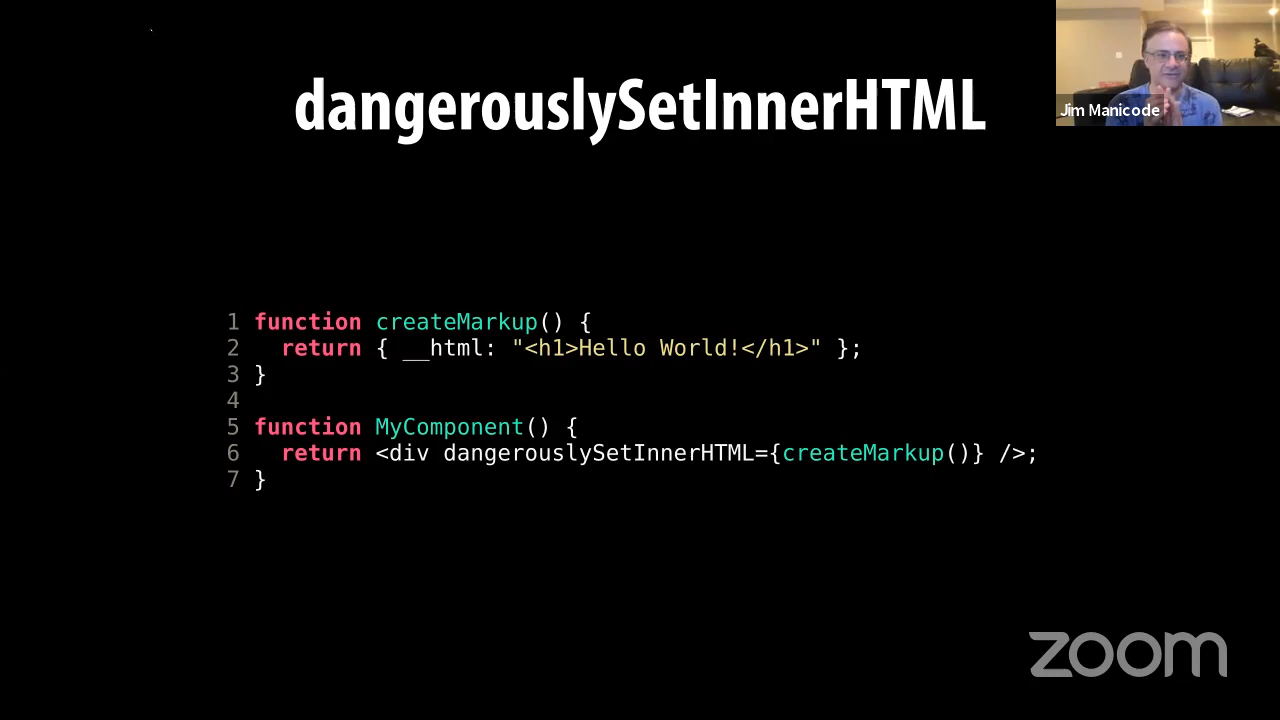 dangerouslySetInnerHTML
Jim Manicode
1 function createMarkup() {
2   return { __html: "<h1>Hello World!</h1>" };
3 }
4
5 function MyComponent() {
6   return <div dangerouslySetInnerHTML={createMarkup()} />;
7 }
zoom